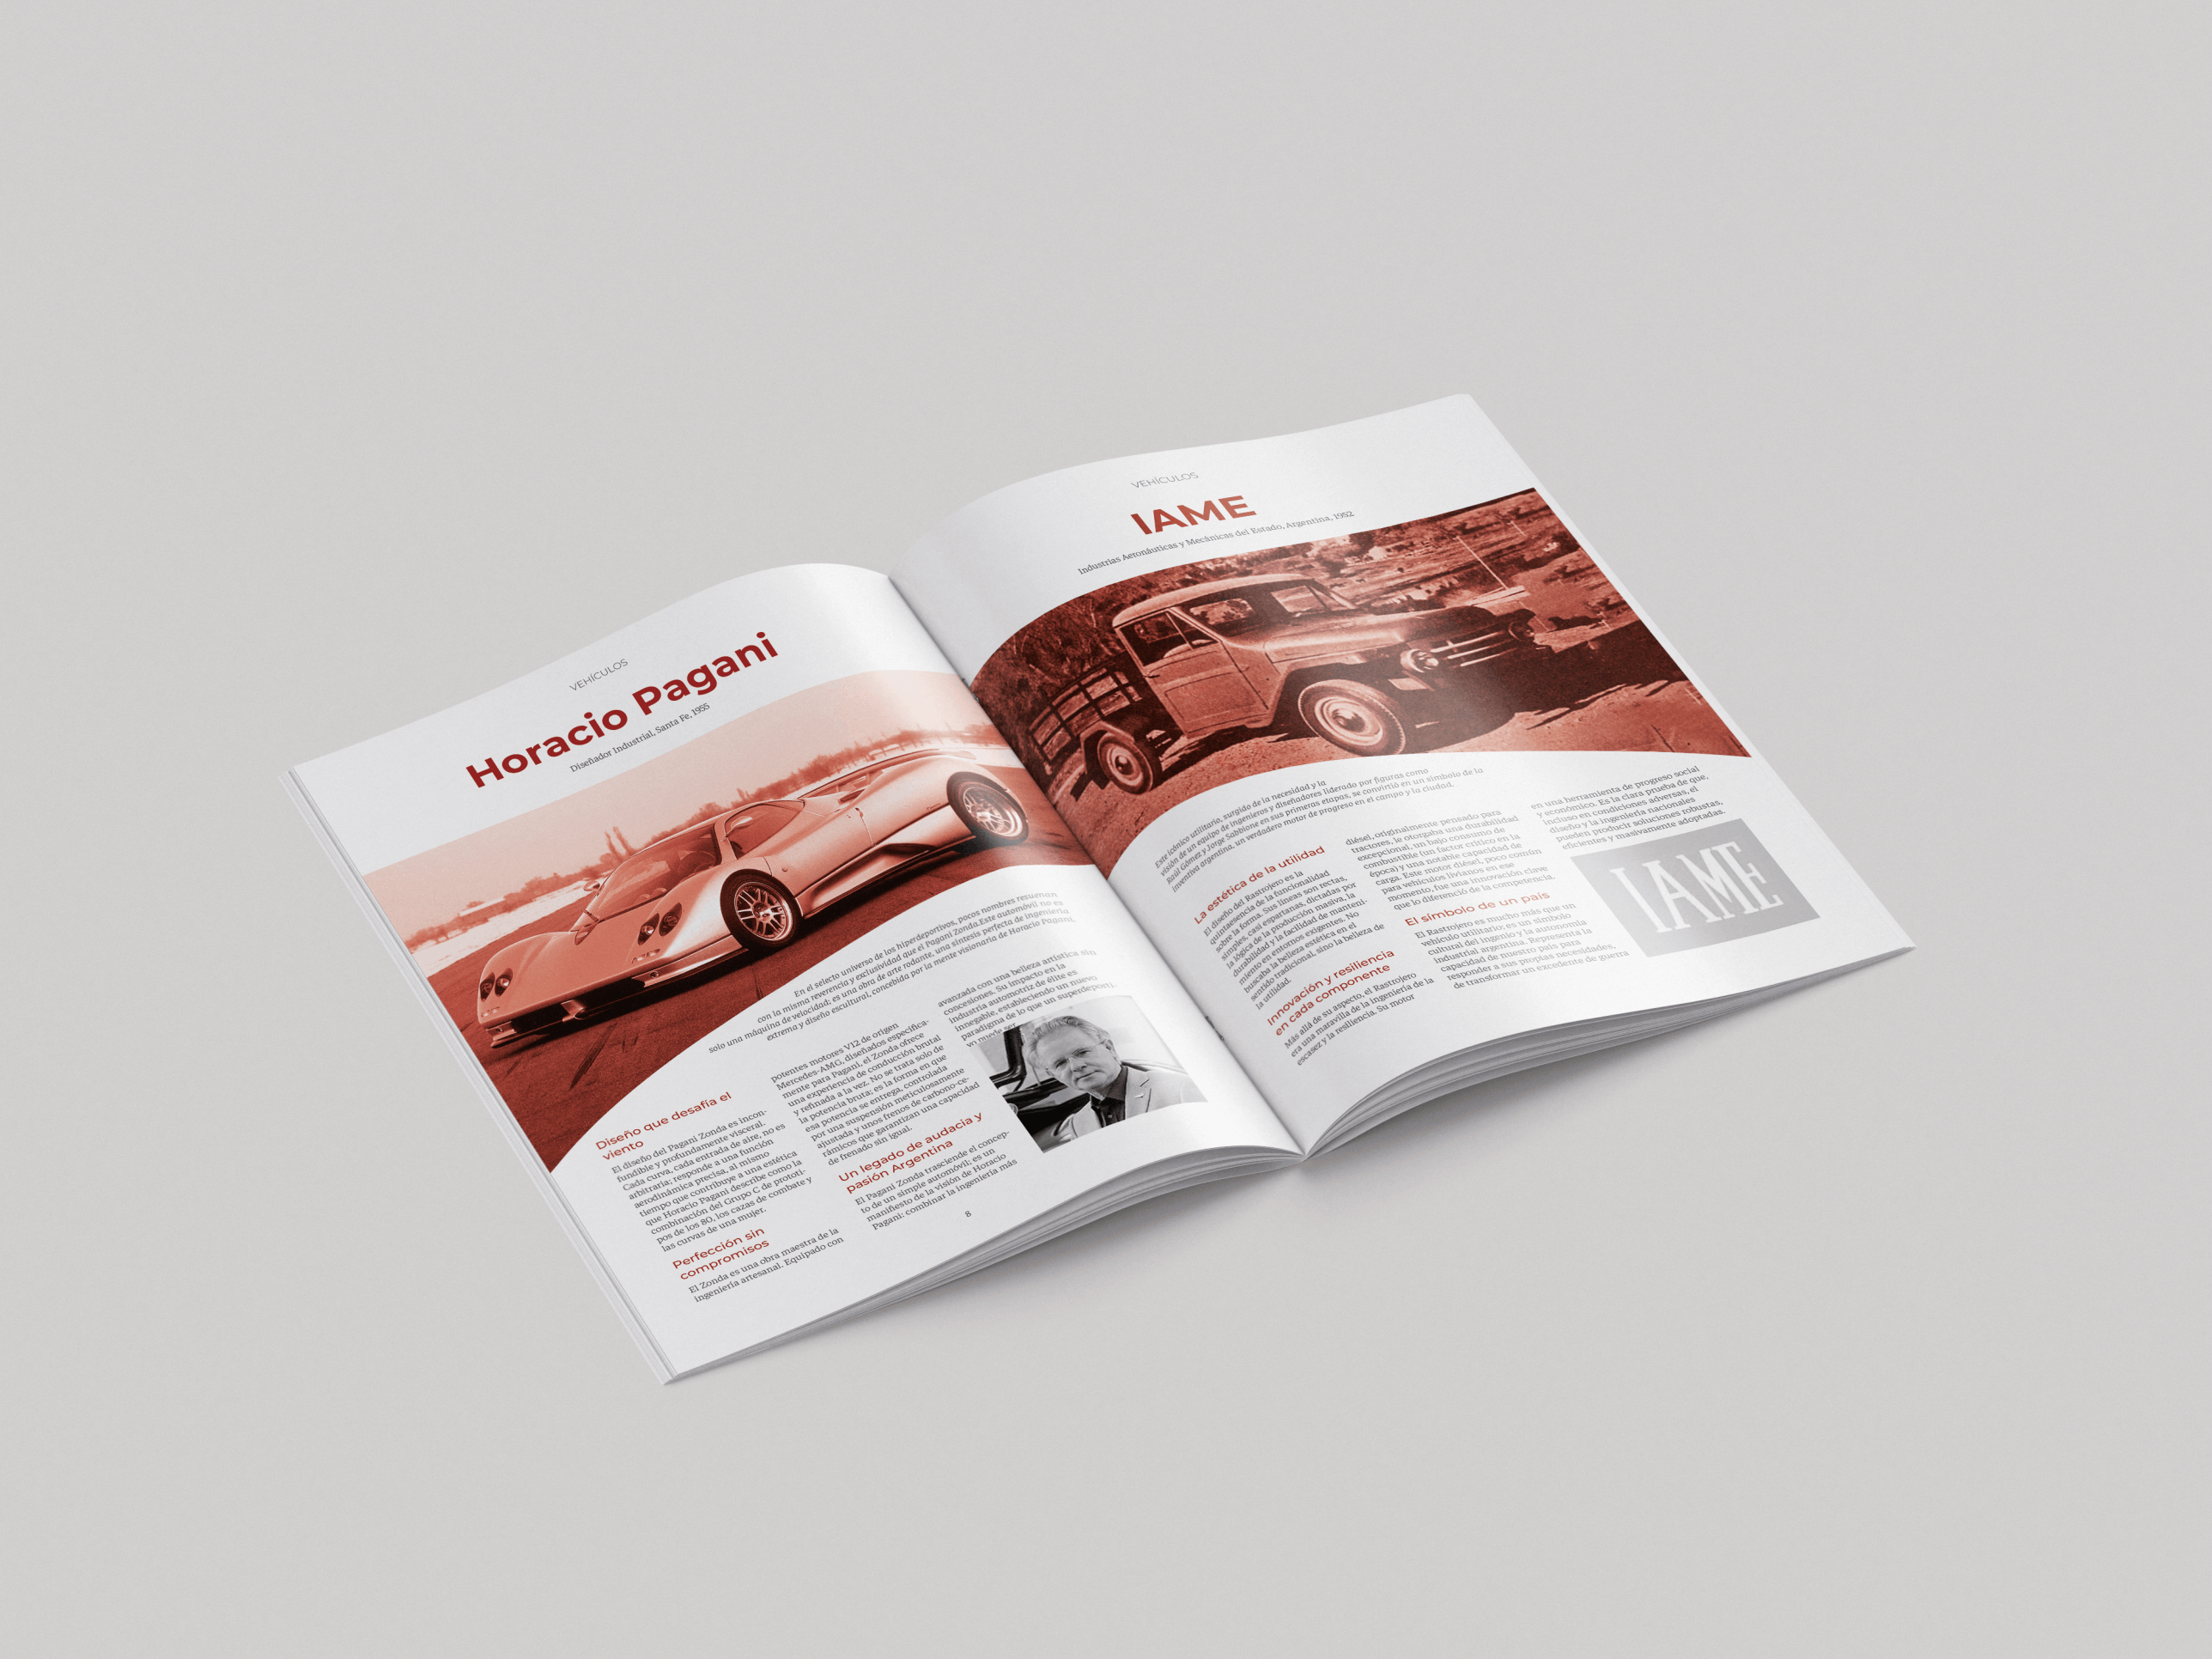 VEHÍCULOS
Horacio Pagani
Diseñador Industrial, Santa Fe, 1955
En el selecto universo de los hiperdeportivos, pocos nombres resuenan
con la misma reverencia y exclusividad que el Pagani Zonda.Este automóvil no es
solo una máquina de velocidad; es una obra de arte rodante, una síntesis perfecta de ingeniería
extrema y diseño escultural, concebida por la mente visionaria de Horacio Pagani.
Diseño que desafía el
viento
El diseño del Pagani Zonda es incon-
fundible y profundamente visceral.
Cada curva, cada entrada de aire, no es
arbitraria; responde a una función
aerodinámica precisa, al mismo
tiempo que contribuye a una estética
que Horacio Pagani describe como la
combinación del Grupo C de prototi-
pos de los 80, los cazas de combate y
las curvas de una mujer.
Perfección sin
compromisos
El Zonda es una obra maestra de la
ingeniería artesanal. Equipado con
potentes motores V12 de origen
Mercedes-AMG, diseñados específica-
mente para Pagani, el Zonda ofrece
una experiencia de conducción brutal
y refinada a la vez. No se trata solo de
la potencia bruta; es la forma en que
esa potencia se entrega, controlada
por una suspensión meticulosamente
ajustada y unos frenos de carbono-ce-
rámicos que garantizan una capacidad
de frenado sin igual.
Un legado de audacia y
pasión Argentina
El Pagani Zonda trasciende el concep-
to de un simple automóvil; es un
manifiesto de la visión de Horacio
Pagani: combinar la ingeniería más
avanzada con una belleza artística sin
concesiones. Su impacto en la
industria automotriz de élite es
innegable, estableciendo un nuevo
paradigma de lo que un superdeporti-
vo puede ser.
8
VEHÍCULOS
IAME
Industrias Aeronáuticas y Mecánicas del Estado, Argentina, 1952
Este icónico utilitario, surgido de la necesidad y la
visión de un equipo de ingenieros y diseñadores liderado por figuras como
Raúl Gómez y Jorge Sabbione en sus primeras etapas, se convirtió en un símbolo de la
inventiva argentina, un verdadero motor de progreso en el campo y la ciudad.
La estética de la utilidad
El diseño del Rastrojero es la
quintaesencia de la funcionalidad
sobre la forma. Sus líneas son rectas,
simples, casi espartanas, dictadas por
la lógica de la producción masiva, la
durabilidad y la facilidad de manteni-
miento en entornos exigentes. No
buscaba la belleza estética en el
sentido tradicional, sino la belleza de
la utilidad.
Innovación y resiliencia
en cada componente
Más allá de su aspecto, el Rastrojero
era una maravilla de la ingeniería de la
escasez y la resiliencia. Su motor
diésel, originalmente pensado para
tractores, le otorgaba una durabilidad
excepcional, un bajo consumo de
combustible (un factor crítico en la
época) y una notable capacidad de
carga. Este motor diésel, poco común
para vehículos livianos en ese
momento, fue una innovación clave
que lo diferenció de la competencia.
El símbolo de un país
El Rastrojero es mucho más que un
vehículo utilitario; es un símbolo
cultural del ingenio y la autonomía
industrial argentina. Representa la
capacidad de nuestro país para
responder a sus propias necesidades,
de transformar un excedente de guerra
en una herramienta de progreso social
y económico. Es la clara prueba de que,
incluso en condiciones adversas, el
diseño y la ingeniería nacionales
pueden producir soluciones robustas,
eficientes y masivamente adoptadas.
IAME